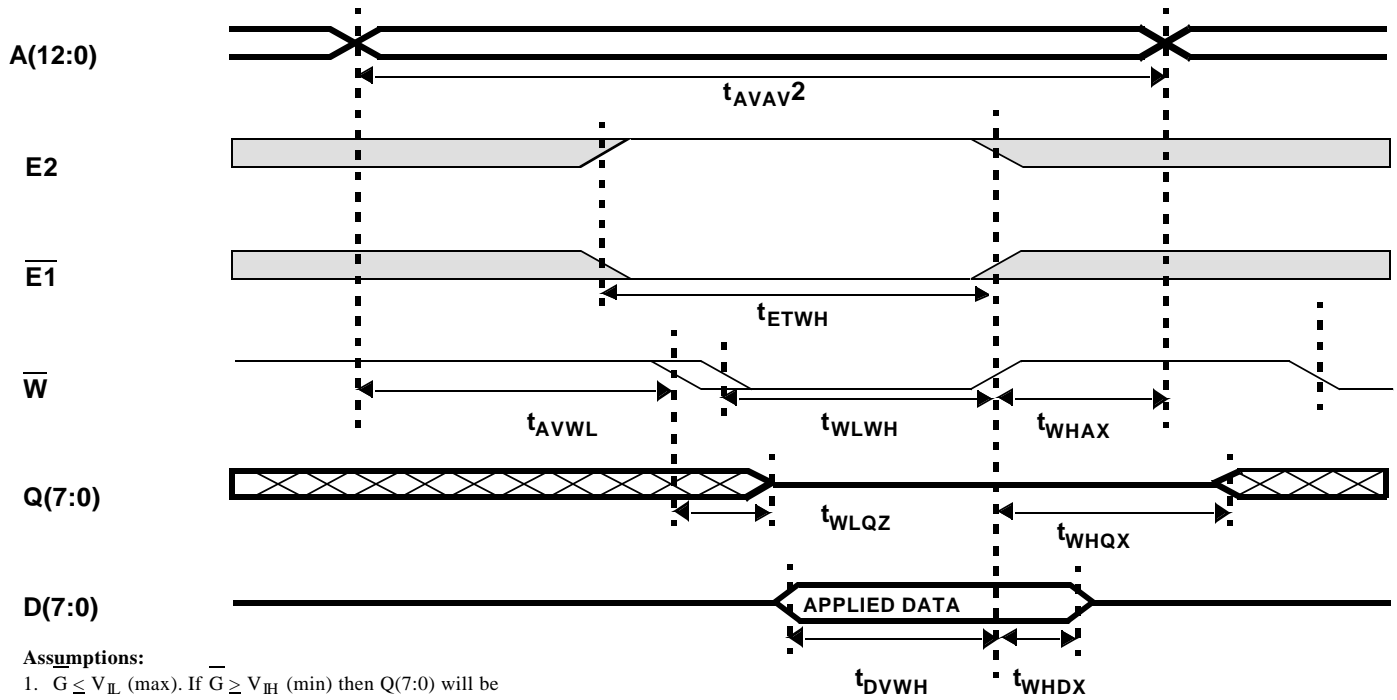 A(12:0)
tAVAV2
E2
E1
tETWH
W
tAVWL
tWLWH
tWHAX
Q(7:0)
tWLQZ
tWHQX
D(7:0)
APPLIED DATA
tDVWH
tWHDX
Assumptions:
1. G ≤ VIL (max). If G ≥ VIH (min) then Q(7:0) will be